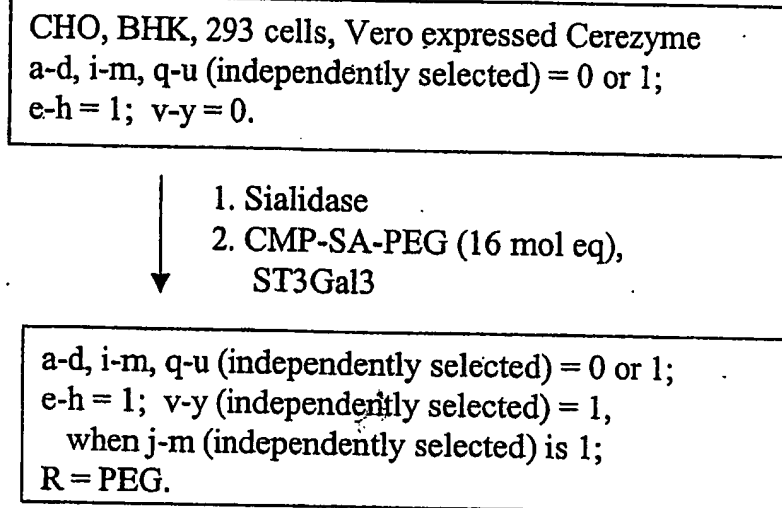 CHO, BHK, 293 cells, Vero expressed Cerezyme
a-d, i-m, q-u (independently selected) = 0 or 1;
e-h = 1; v-y = 0.
1. Sialidase
2. CMP-SA-PEG (16 mol eq),
ST3Gal3
a-d, i-m, q-u (independently selected) = 0 or 1;
e-h = 1; v-y (independently selected) = 1,
when j-m (independently selected) is 1;
R = PEG.